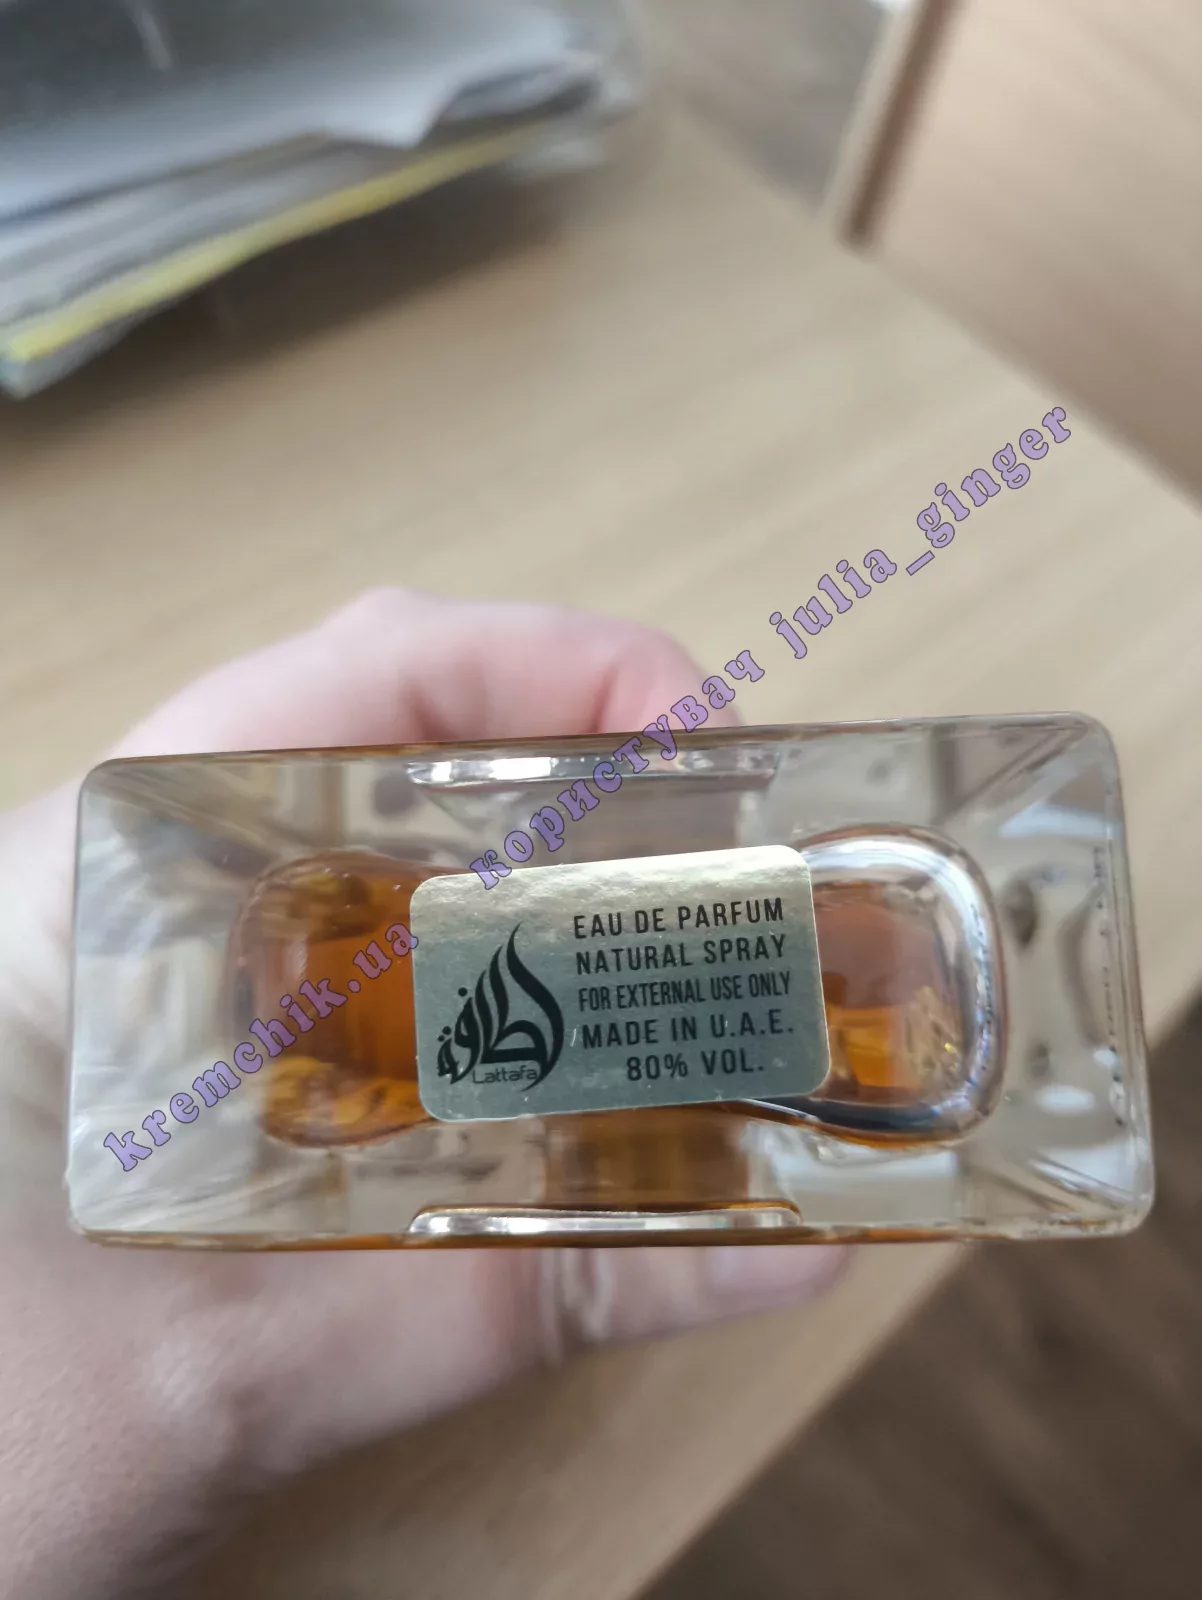 EAU DE PARFUM
NATURAL SPRAY
FOR EXTERNAL USE ONLY
MADE IN U.A.E.
80% VOL.
لطافة
Lattafa
kremchik.ua користувач julia_ginger